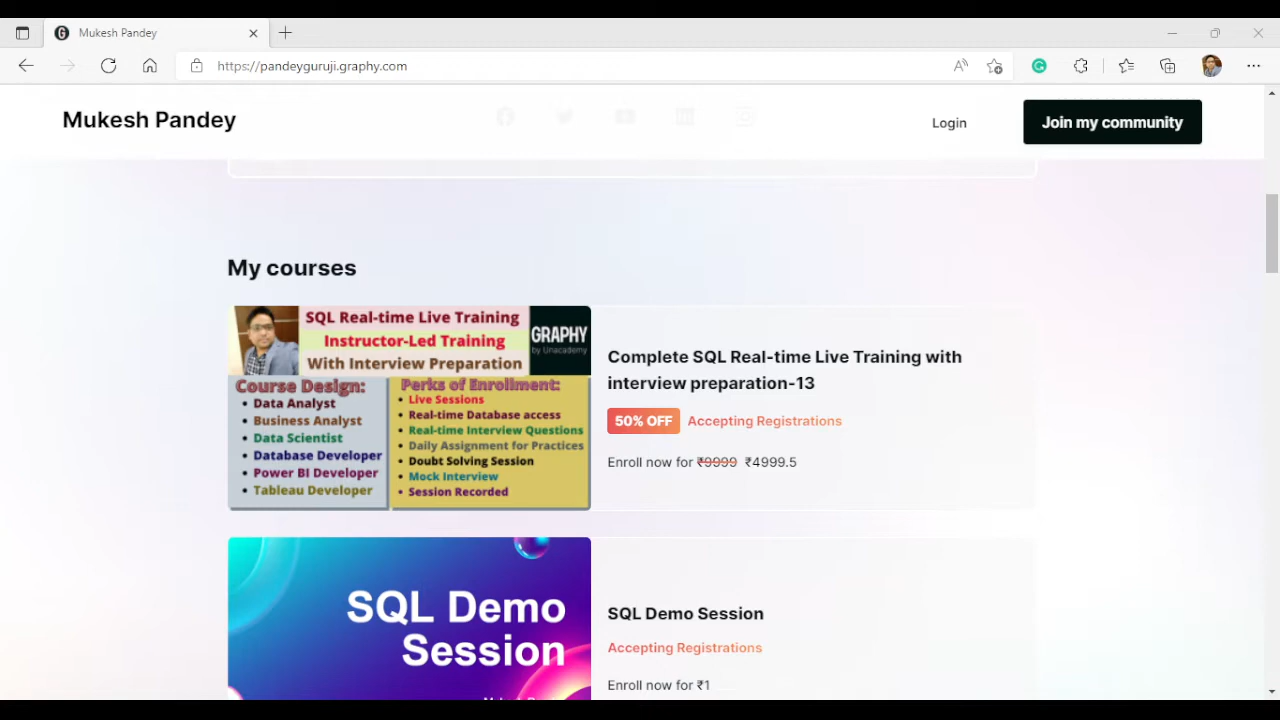 Mukesh Pandey
https://pandeyguruji.graphy.com
Mukesh Pandey
Login
Join my community
My courses
SQL Real-time Live Training
Instructor-Led Training
With Interview Preparation
GRAPHY
by Unacademy
Course Design:
• Data Analyst
• Business Analyst
• Data Scientist
• Database Developer
• Power BI Developer
• Tableau Developer
Perks of Enrollment:
• Live Sessions
• Real-time Database access
• Real-time Interview Questions
• Daily Assignment for Practices
• Doubt Solving Session
• Mock Interview
• Session Recorded
Complete SQL Real-time Live Training with
interview preparation-13
50% OFF Accepting Registrations
Enroll now for ₹9999 ₹4999.5
SQL Demo
Session
SQL Demo Session
Accepting Registrations
Enroll now for ₹1